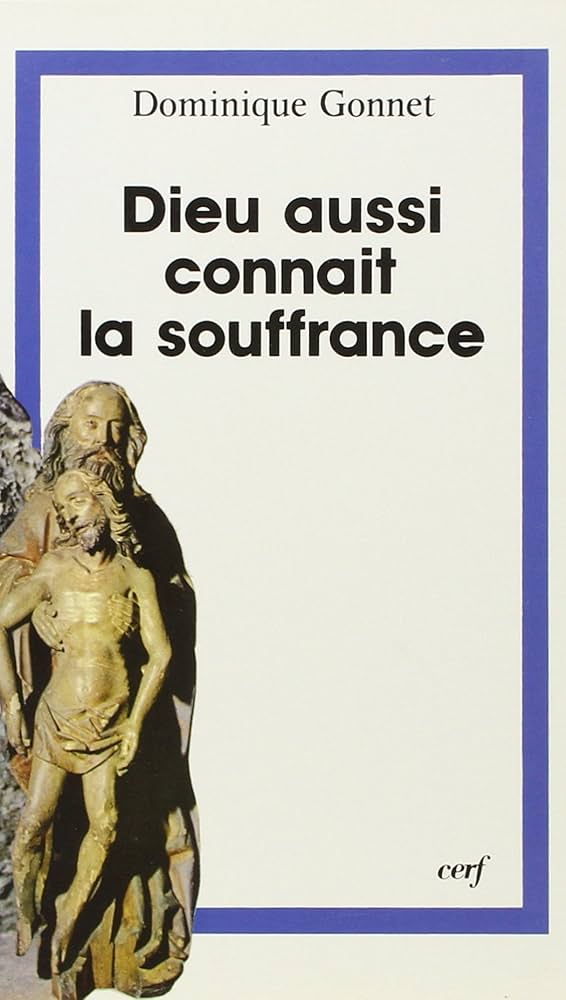 Dominique Gonnet
Dieu aussi
connait
la souffrance
cerf